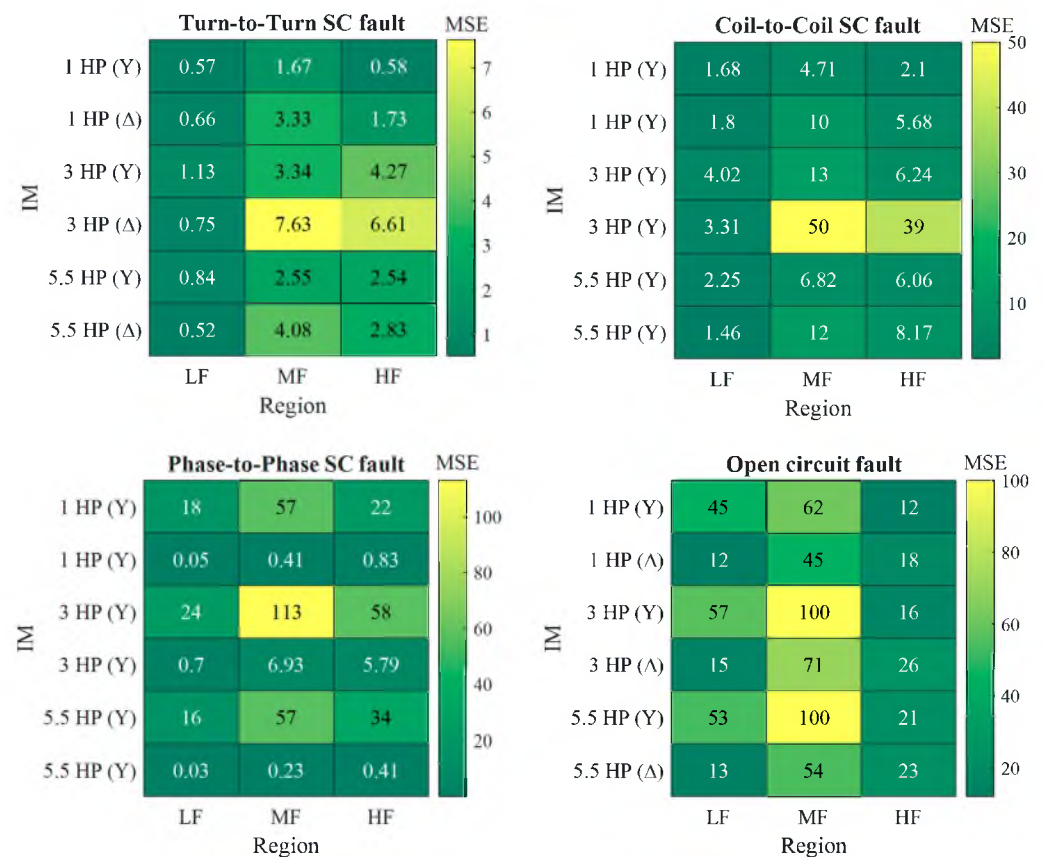 Turn-to-Turn SC fault MSE
1 HP (Y) 0.57 1.67 0.58
1 HP (Δ) 0.66 3.33 1.73
3 HP (Y) 1.13 3.34 4.27
3 HP (Δ) 0.75 7.63 6.61
5.5 HP (Y) 0.84 2.55 2.54
5.5 HP (Δ) 0.52 4.08 2.83
IM
LF MF HF
Region
7
6
5
4
3
2
1
Coil-to-Coil SC fault MSE
1 HP (Y) 1.68 4.71 2.1
1 HP (Y) 1.8 10 5.68
3 HP (Y) 4.02 13 6.24
3 HP (Y) 3.31 50 39
5.5 HP (Y) 2.25 6.82 6.06
5.5 HP (Y) 1.46 12 8.17
IM
LF MF HF
Region
50
40
30
20
10
Phase-to-Phase SC fault MSE
1 HP (Y) 18 57 22
1 HP (Y) 0.05 0.41 0.83
3 HP (Y) 24 113 58
3 HP (Y) 0.7 6.93 5.79
5.5 HP (Y) 16 57 34
5.5 HP (Y) 0.03 0.23 0.41
IM
LF MF HF
Region
100
80
60
40
20
Open circuit fault MSE
1 HP (Y) 45 62 12
1 HP (Λ) 12 45 18
3 HP (Y) 57 100 16
3 HP (Λ) 15 71 26
5.5 HP (Y) 53 100 21
5.5 HP (Δ) 13 54 23
IM
LF MF HF
Region
100
80
60
40
20